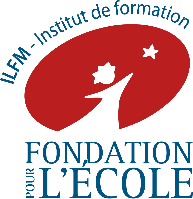 ILFM - Institut de formation
FONDATION
POUR
L'ÉCOLE